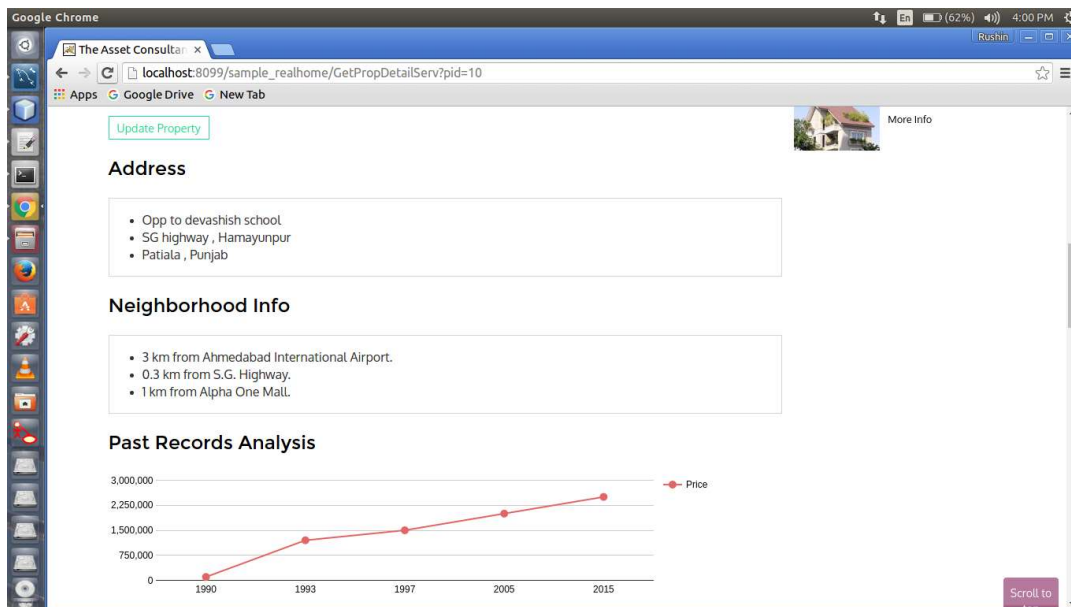 Google Chrome
En (62%) 4:00 PM
Rushin
The Asset Consultan
localhost:8099/sample_realhome/GetPropDetailServ?pid=10
Apps Google Drive New Tab
Update Property
More Info
Address
Opp to devashish school
SG highway , Hamayunpur
Patiala , Punjab
Neighborhood Info
3 km from Ahmedabad International Airport.
0.3 km from S.G. Highway.
1 km from Alpha One Mall.
Past Records Analysis
3,000,000
Price
2,250,000
1,500,000
750,000
0
1990 1993 1997 2005 2015
Scroll to